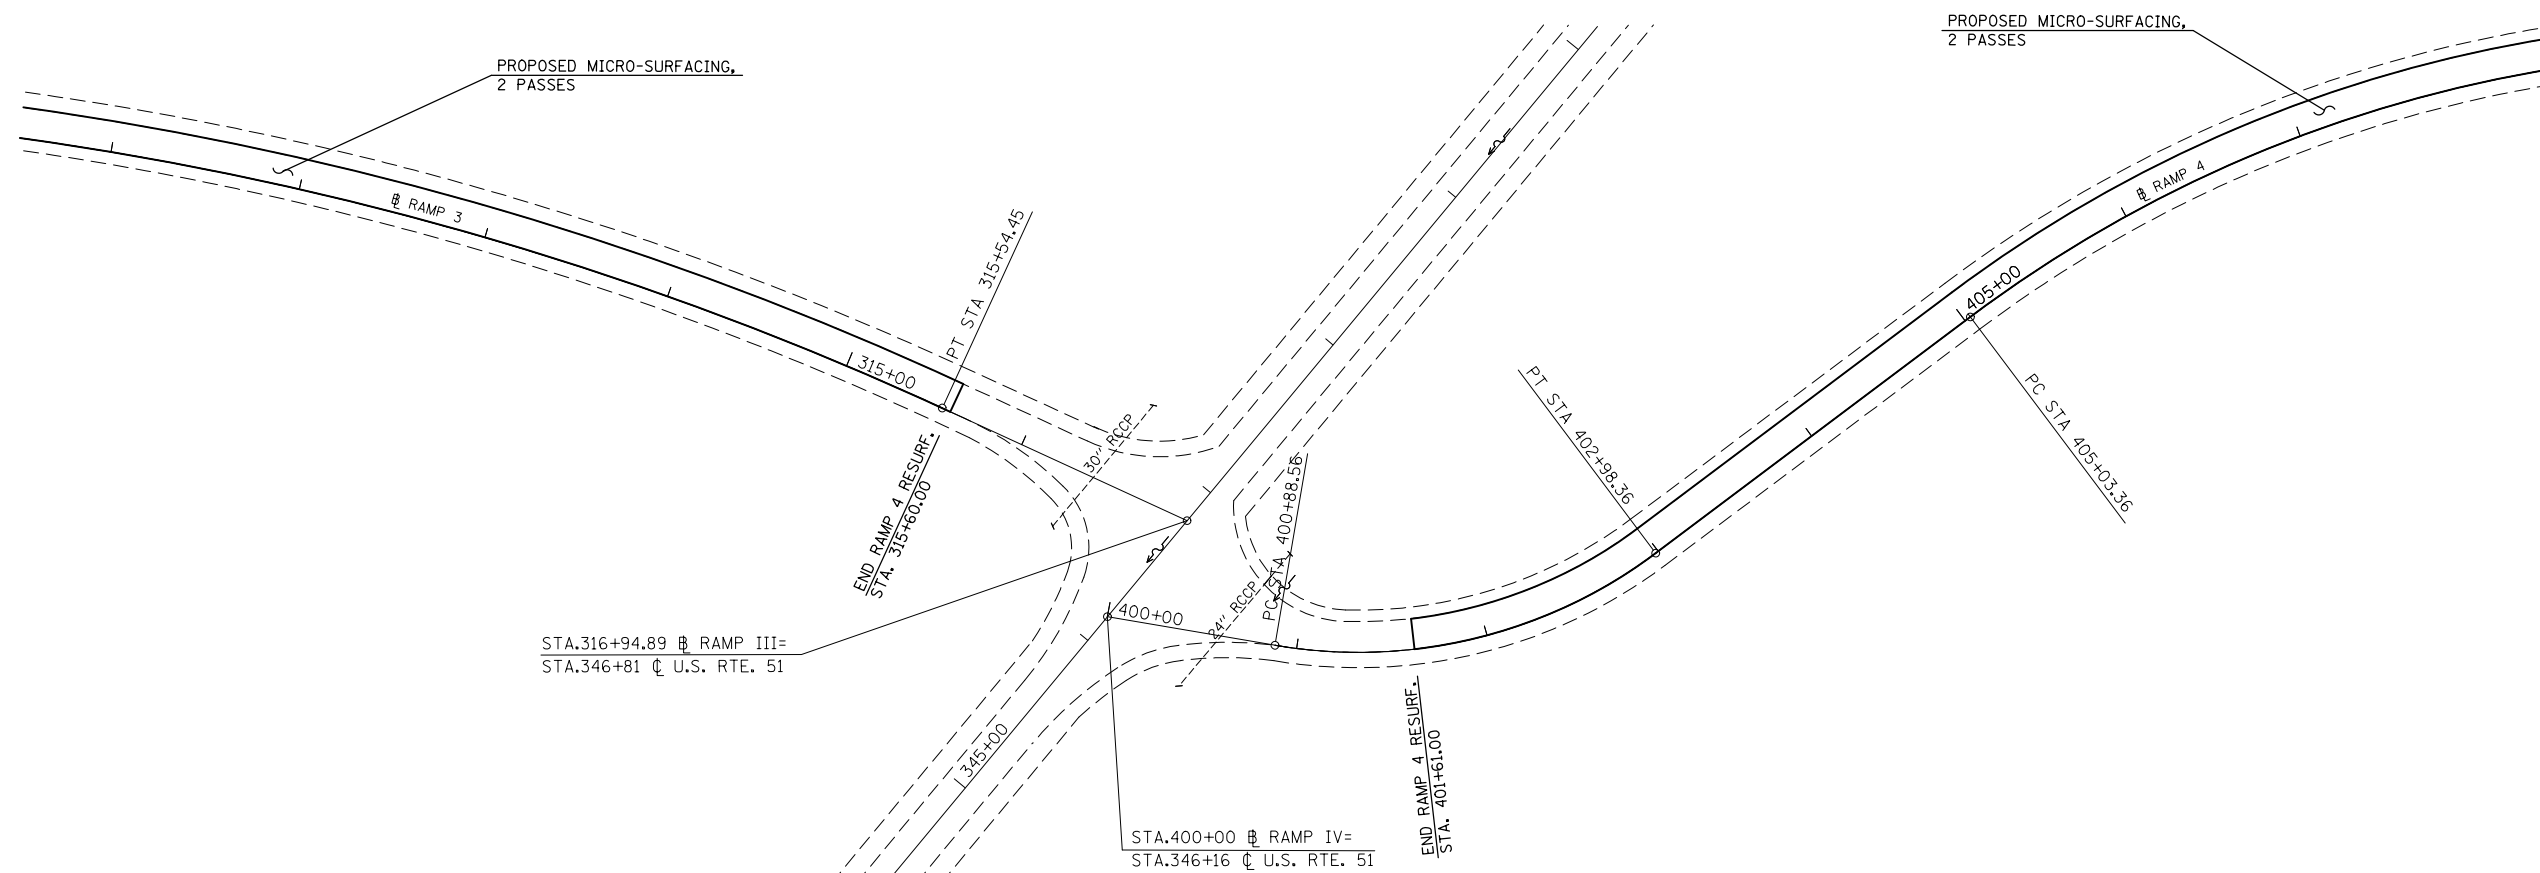 PROPOSED MICRO-SURFACING,
2 PASSES
PROPOSED MICRO-SURFACING,
2 PASSES
℄ RAMP 3
℄ RAMP 4
PT STA 315+54.45
315+00
405+00
30" RCCP
PT STA 402+98.36
PC STA 405+03.36
END RAMP 4 RESURF.
STA. 315+60.00
PC STA 400+88.56
24" RCCP
400+00
STA.316+94.89 ℄ RAMP III=
STA.346+81 ℄ U.S. RTE. 51
345+00
END RAMP 4 RESURF.
STA. 401+61.00
STA.400+00 ℄ RAMP IV=
STA.346+16 ℄ U.S. RTE. 51